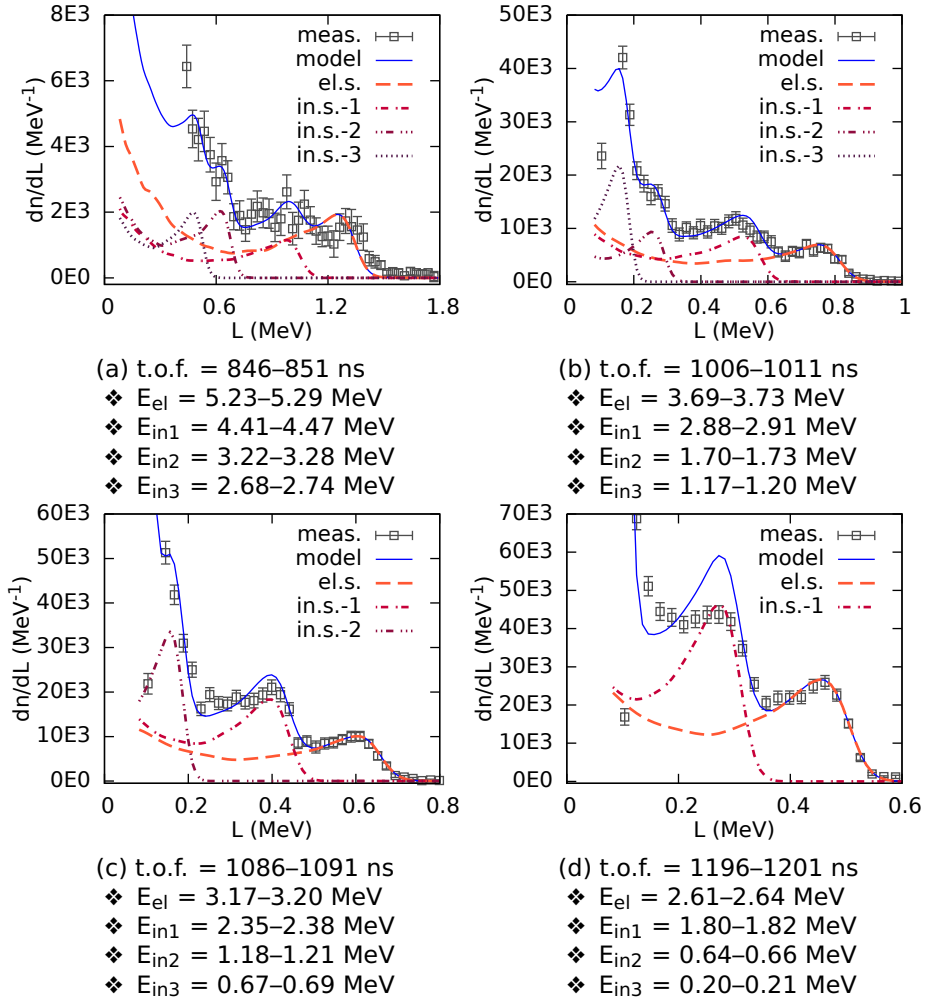 8E3
6E3
4E3
2E3
0E0
dn/dL (MeV⁻¹)
meas.
model
el.s.
in.s.-1
in.s.-2
in.s.-3
0 0.6 1.2 1.8
L (MeV)
(a) t.o.f. = 846–851 ns
❖ E_el = 5.23–5.29 MeV
❖ E_in1 = 4.41–4.47 MeV
❖ E_in2 = 3.22–3.28 MeV
❖ E_in3 = 2.68–2.74 MeV
50E3
40E3
30E3
20E3
10E3
0E0
dn/dL (MeV⁻¹)
meas.
model
el.s.
in.s.-1
in.s.-2
in.s.-3
0 0.2 0.4 0.6 0.8 1
L (MeV)
(b) t.o.f. = 1006–1011 ns
❖ E_el = 3.69–3.73 MeV
❖ E_in1 = 2.88–2.91 MeV
❖ E_in2 = 1.70–1.73 MeV
❖ E_in3 = 1.17–1.20 MeV
60E3
50E3
40E3
30E3
20E3
10E3
0E0
dn/dL (MeV⁻¹)
meas.
model
el.s.
in.s.-1
in.s.-2
0 0.2 0.4 0.6 0.8
L (MeV)
(c) t.o.f. = 1086–1091 ns
❖ E_el = 3.17–3.20 MeV
❖ E_in1 = 2.35–2.38 MeV
❖ E_in2 = 1.18–1.21 MeV
❖ E_in3 = 0.67–0.69 MeV
70E3
60E3
50E3
40E3
30E3
20E3
10E3
0E0
dn/dL (MeV⁻¹)
meas.
model
el.s.
in.s.-1
0 0.2 0.4 0.6
L (MeV)
(d) t.o.f. = 1196–1201 ns
❖ E_el = 2.61–2.64 MeV
❖ E_in1 = 1.80–1.82 MeV
❖ E_in2 = 0.64–0.66 MeV
❖ E_in3 = 0.20–0.21 MeV